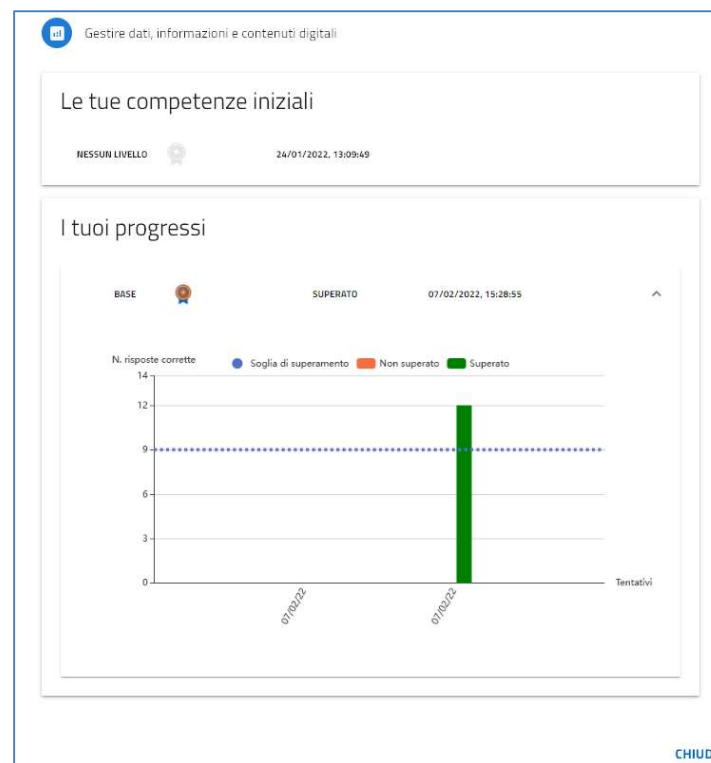 Gestire dati, informazioni e contenuti digitali
Le tue competenze iniziali
NESSUN LIVELLO 24/01/2022, 13:09:49
I tuoi progressi
BASE SUPERATO 07/02/2022, 15:28:55
N. risposte corrette
Soglia di superamento Non superato Superato
14
12
9
6
3
0
Tentativi
07/02/22 07/02/22
CHIUD